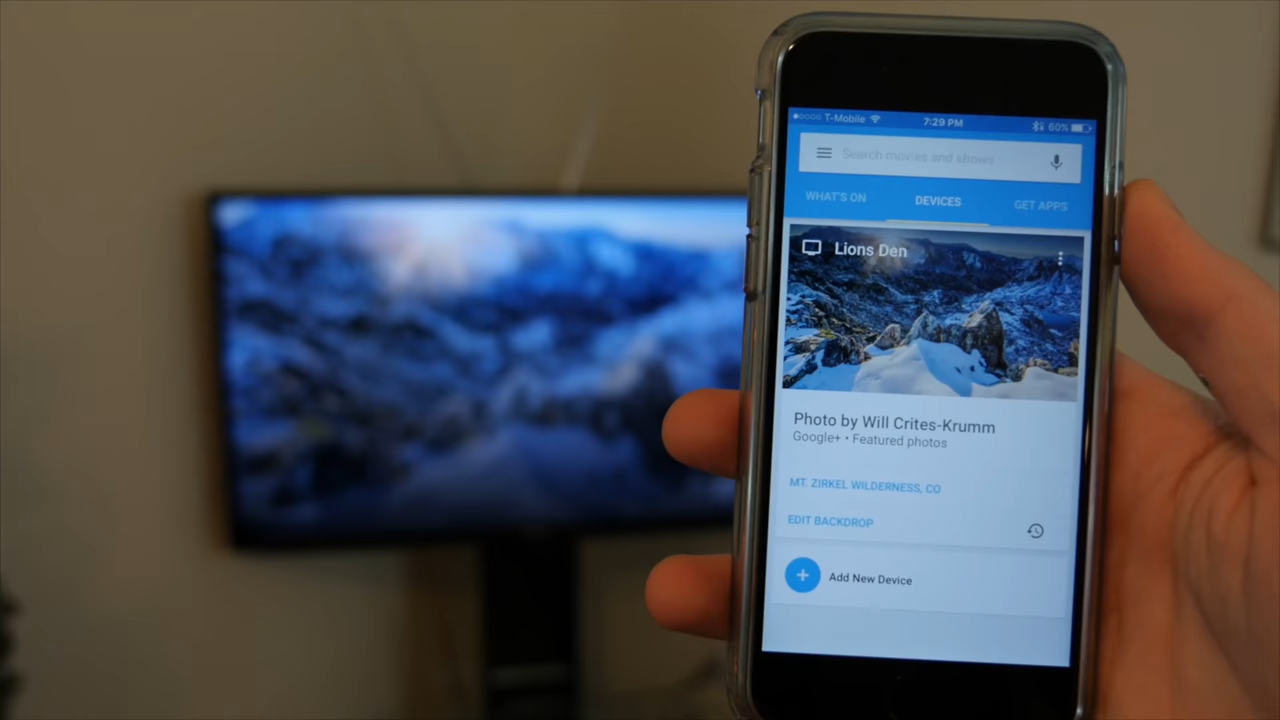 T-Mobile 7:29 PM 60%
Search movies and shows
WHAT'S ON DEVICES GET APPS
Lions Den
Photo by Will Crites-Krumm
Google+ • Featured photos
MT. ZIRKEL WILDERNESS, CO
EDIT BACKDROP
Add New Device